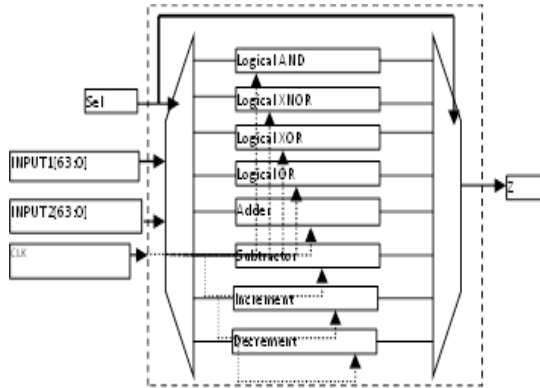 Logical AND
Sel
Logical XNOR
Logical XOR
INPUT1[63:0]
Logical OR
Z
INPUT2[63:0]
Adder
CLK
Subtractor
Increment
Decrement